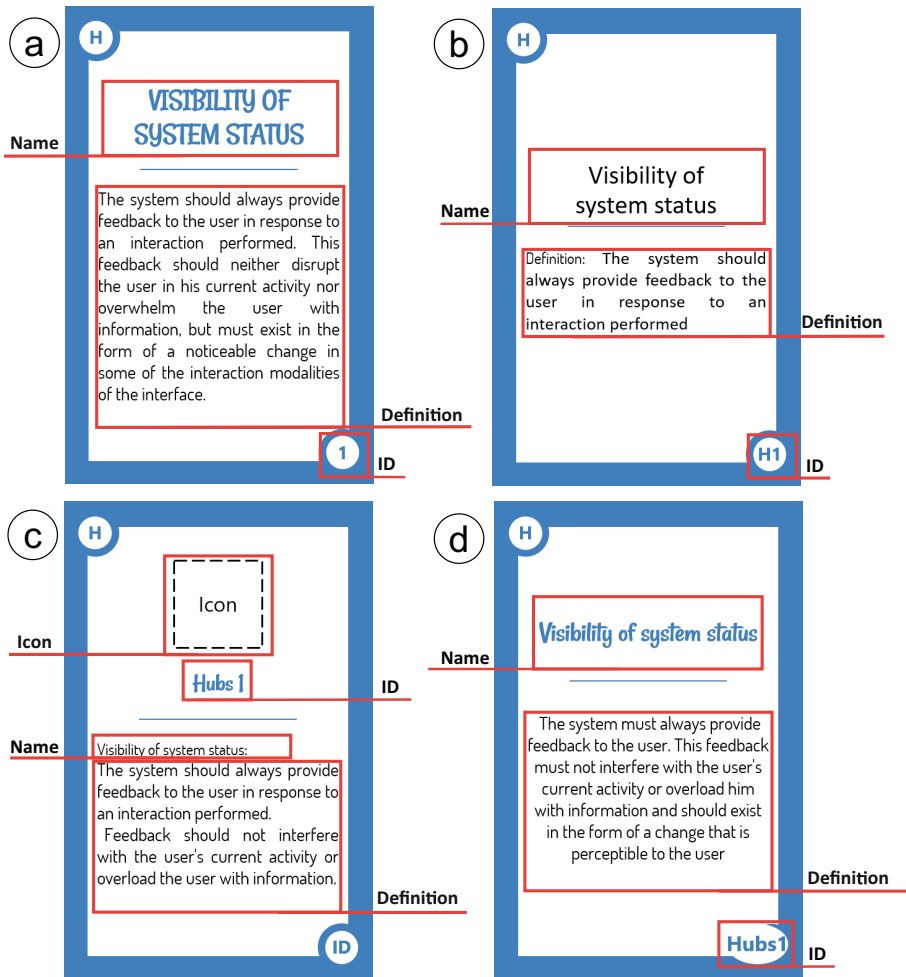 a
H
VISIBILITY OF
SYSTEM STATUS
Name
The system should always provide
feedback to the user in response to
an interaction performed. This
feedback should neither disrupt
the user in his current activity nor
overwhelm the user with
information, but must exist in the
form of a noticeable change in
some of the interaction modalities
of the interface.
Definition
1
ID
b
H
Visibility of
system status
Name
Definition: The system should
always provide feedback to the
user in response to an
interaction performed
Definition
H1
ID
c
H
Icon
Icon
Hubs 1
ID
Name
Visibility of system status:
The system should always provide
feedback to the user in response to
an interaction performed.
Feedback should not interfere
with the user's current activity or
overload the user with information.
Definition
ID
d
H
Visibility of system status
Name
The system must always provide
feedback to the user. This feedback
must not interfere with the user's
current activity or overload him
with information and should exist
in the form of a change that is
perceptible to the user
Definition
Hubs1
ID